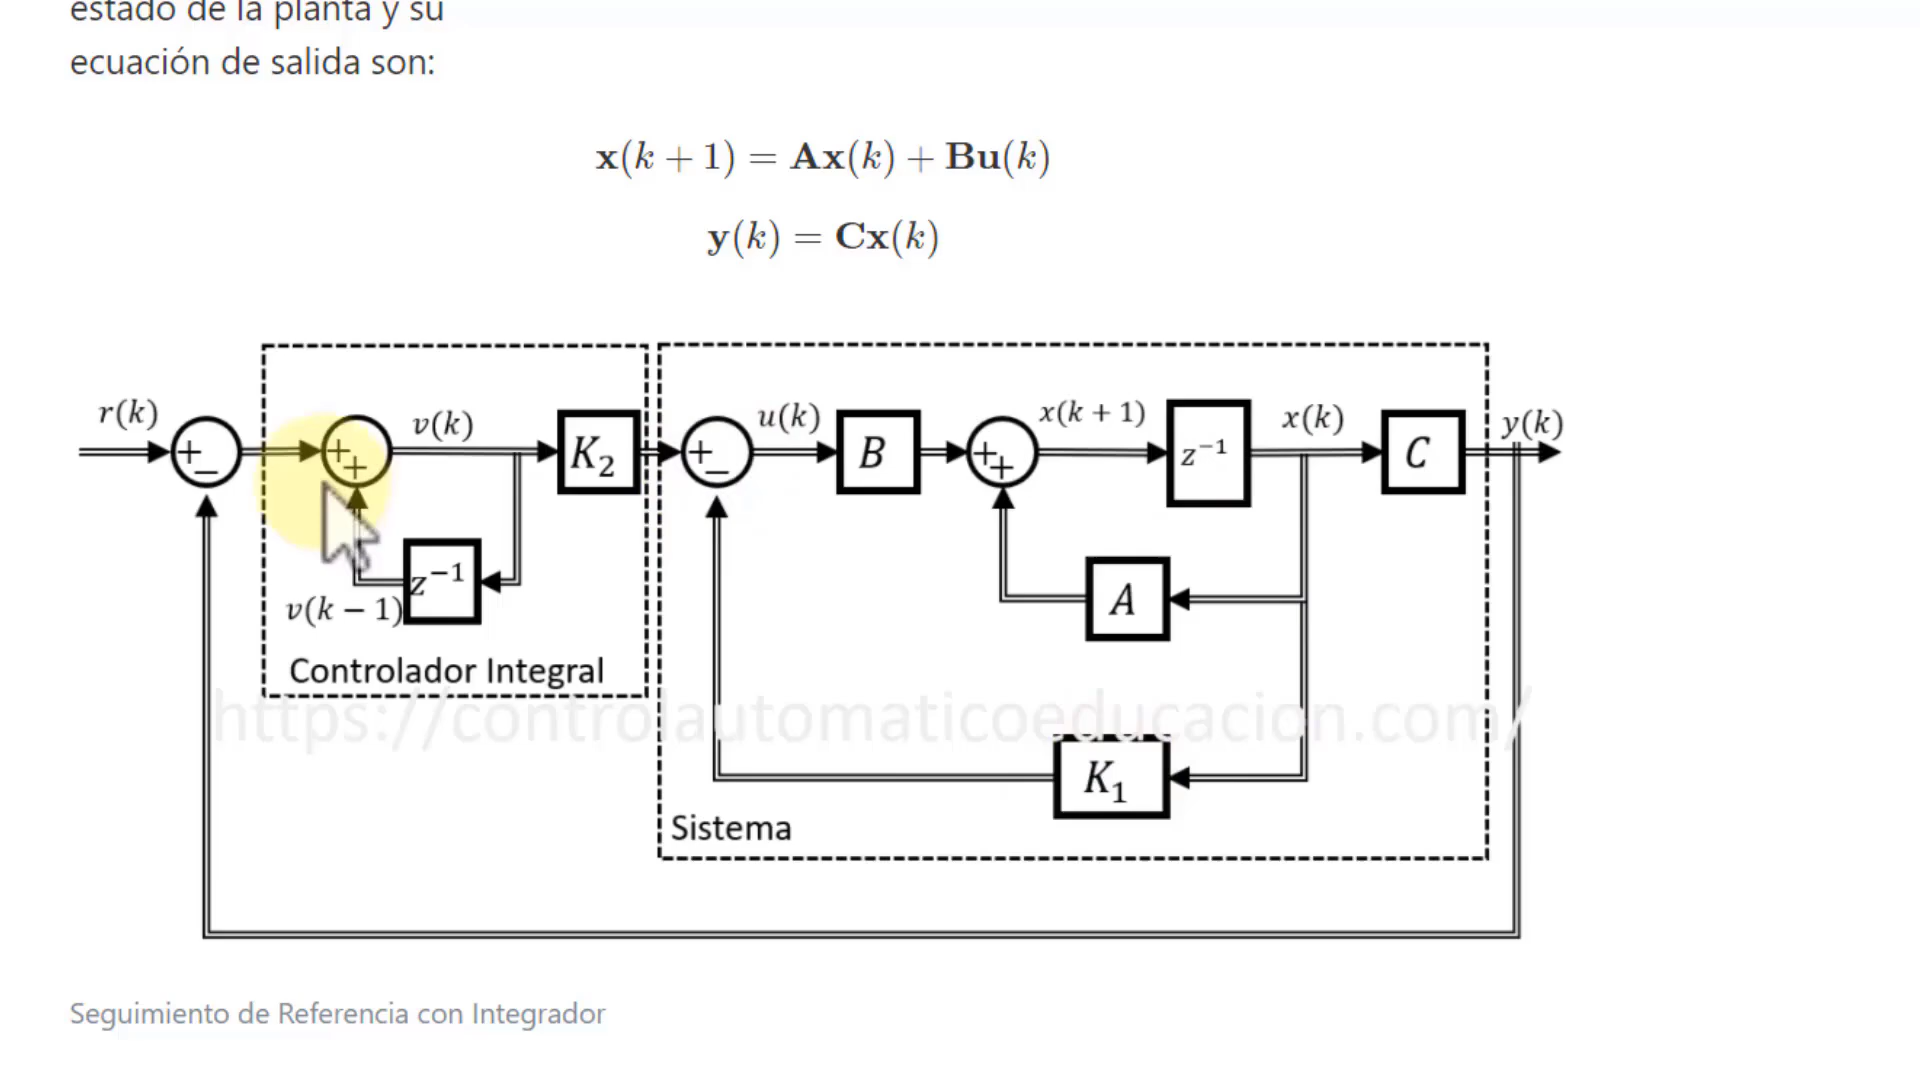 estado de la planta y su
ecuación de salida son:
x(k + 1) = Ax(k) + Bu(k)
y(k) = Cx(k)
r(k)
+
−
+
+
v(k)
K₂
+
−
u(k)
B
+
+
x(k + 1)
z⁻¹
x(k)
C
y(k)
z⁻¹
v(k − 1)
A
Controlador Integral
https://controlautomaticoeducacion.com/
K₁
Sistema
Seguimiento de Referencia con Integrador